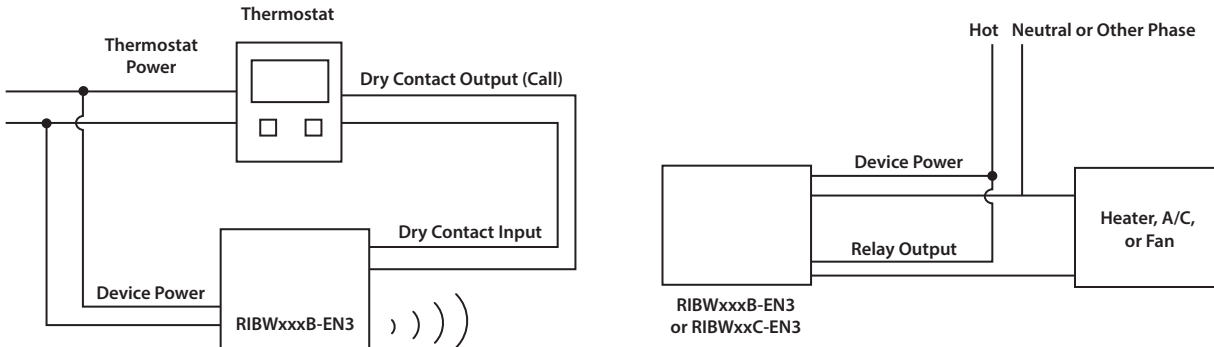 Thermostat
Thermostat
Power
Dry Contact Output (Call)
Dry Contact Input
Device Power
RIBWxxxB-EN3
Hot
Neutral or Other Phase
Device Power
Relay Output
Heater, A/C,
or Fan
RIBWxxxB-EN3
or RIBWxxC-EN3